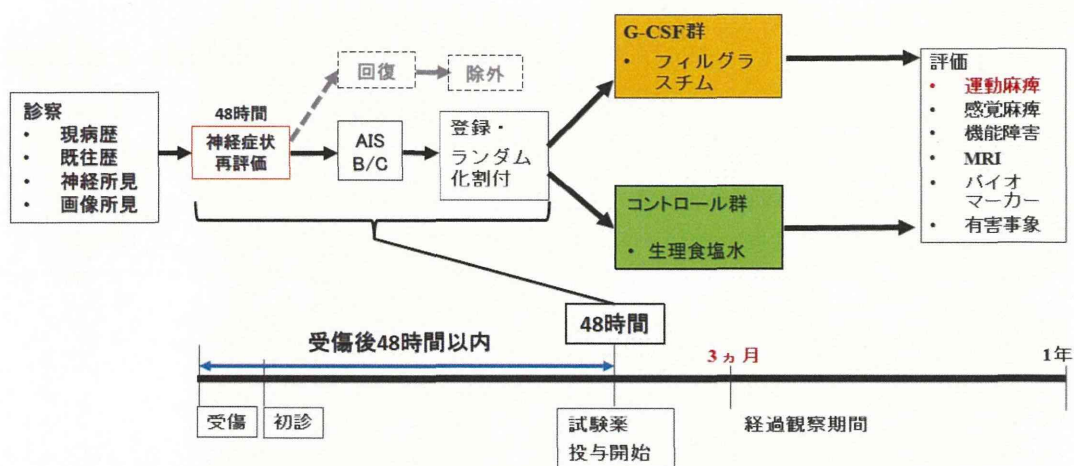 診察
• 現病歴
• 既往歴
• 神経所見
• 画像所見
48時間
神経症状
再評価
回復
除外
AIS
B/C
登録・
ランダム
化割付
G-CSF群
• フィルグラ
スチム
コントロール群
• 生理食塩水
評価
• 運動麻痺
• 感覚麻痺
• 機能障害
• MRI
• バイオ
マーカー
• 有害事象
48時間
受傷後48時間以内
3ヵ月
1年
受傷
初診
試験薬
投与開始
経過観察期間